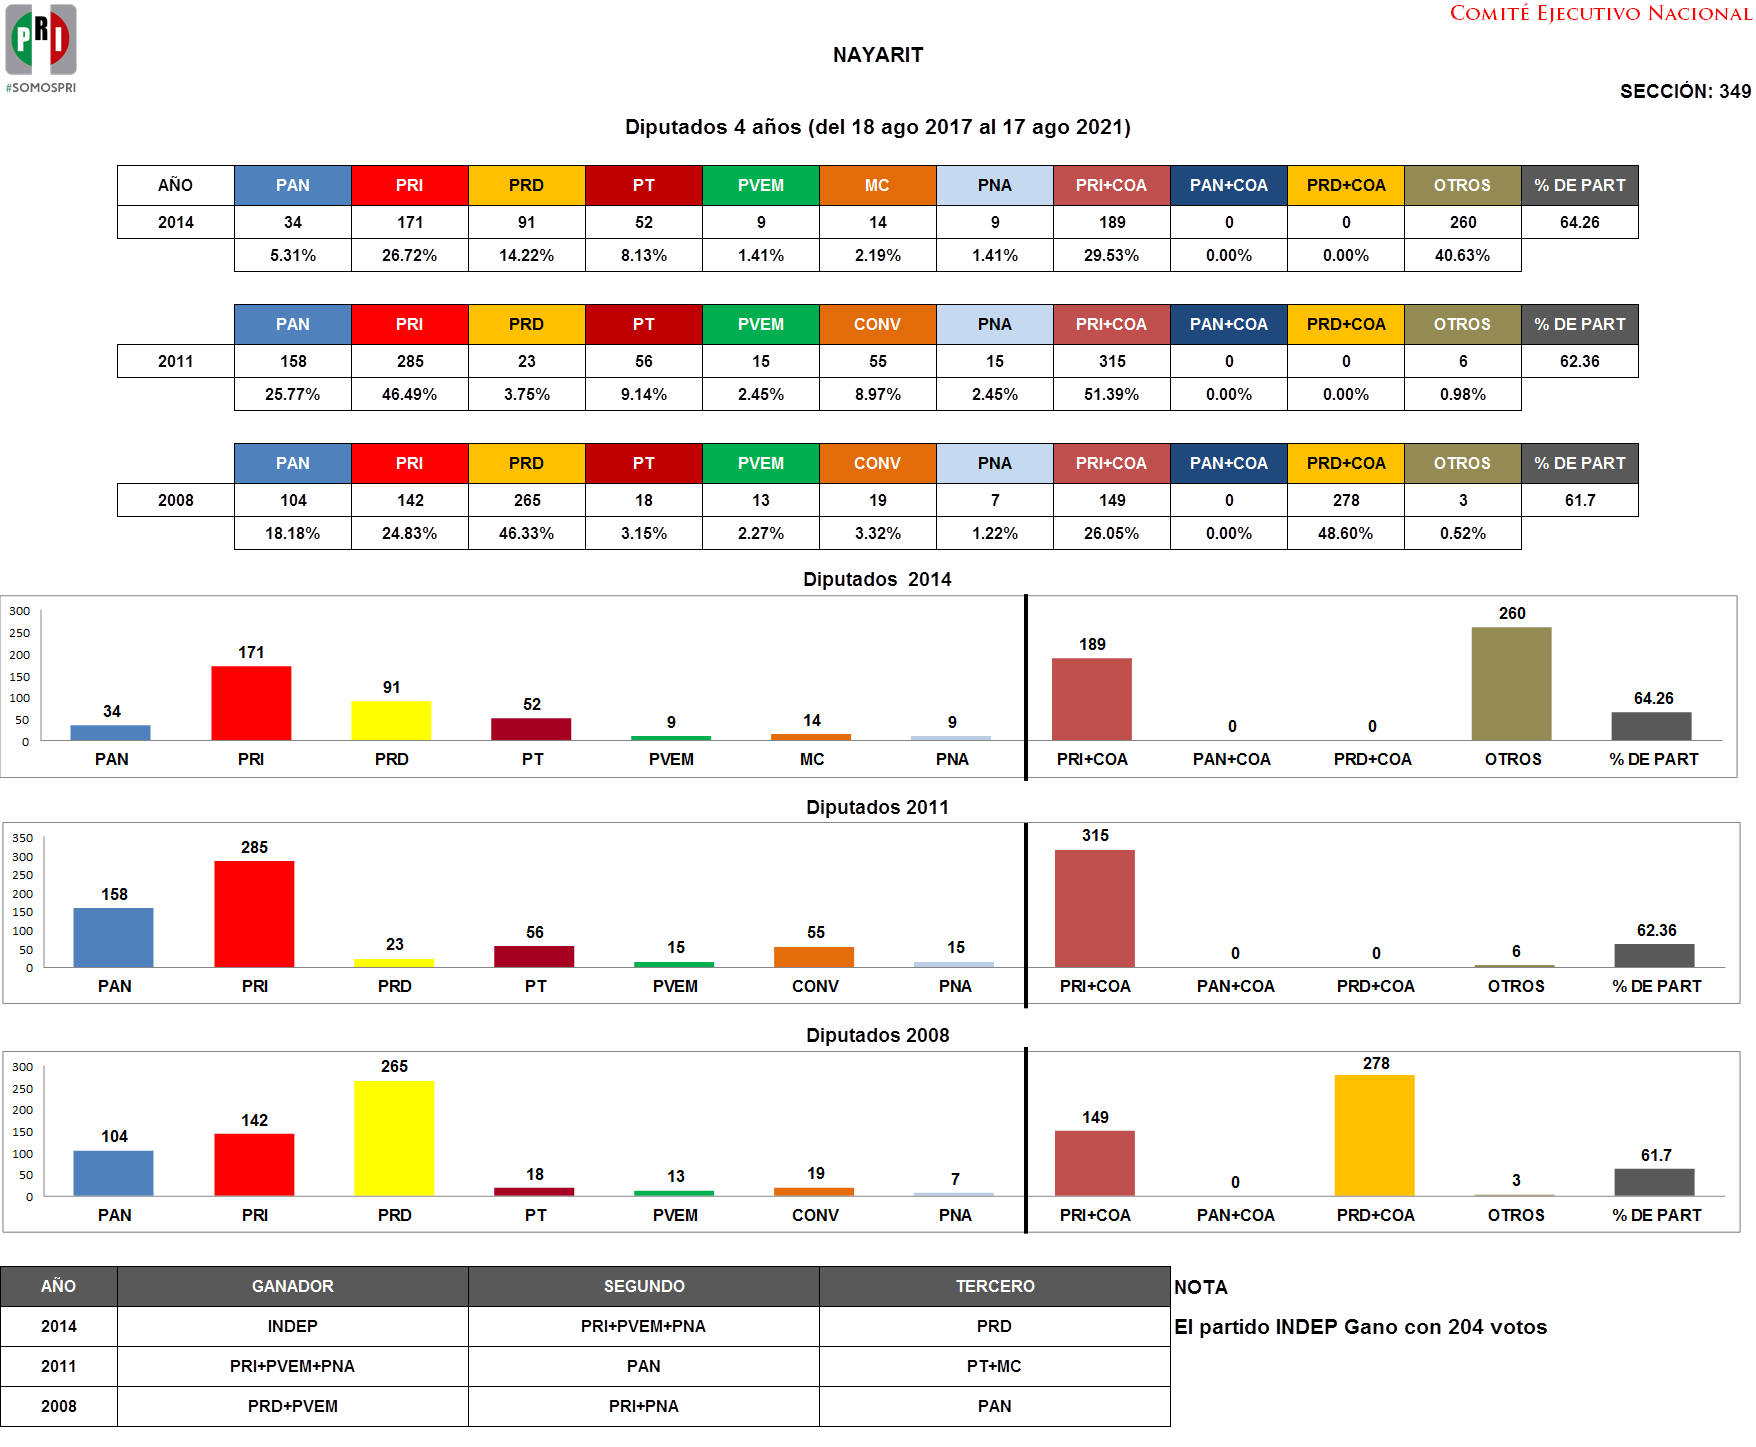 COMITÉ EJECUTIVO NACIONAL
PRI
#SOMOSPRI
NAYARIT
SECCIÓN: 349
Diputados 4 años (del 18 ago 2017 al 17 ago 2021)
AÑO PAN PRI PRD PT PVEM MC PNA PRI+COA PAN+COA PRD+COA OTROS % DE PART
2014 34 171 91 52 9 14 9 189 0 0 260 64.26
5.31% 26.72% 14.22% 8.13% 1.41% 2.19% 1.41% 29.53% 0.00% 0.00% 40.63%
PAN PRI PRD PT PVEM CONV PNA PRI+COA PAN+COA PRD+COA OTROS % DE PART
2011 158 285 23 56 15 55 15 315 0 0 6 62.36
25.77% 46.49% 3.75% 9.14% 2.45% 8.97% 2.45% 51.39% 0.00% 0.00% 0.98%
PAN PRI PRD PT PVEM CONV PNA PRI+COA PAN+COA PRD+COA OTROS % DE PART
2008 104 142 265 18 13 19 7 149 0 278 3 61.7
18.18% 24.83% 46.33% 3.15% 2.27% 3.32% 1.22% 26.05% 0.00% 48.60% 0.52%
Diputados  2014
300
250
200
150
100
50
0
34 171 91 52 9 14 9 189 0 0 260 64.26
PAN PRI PRD PT PVEM MC PNA PRI+COA PAN+COA PRD+COA OTROS % DE PART
Diputados 2011
350
300
250
200
150
100
50
0
158 285 23 56 15 55 15 315 0 0 6 62.36
PAN PRI PRD PT PVEM CONV PNA PRI+COA PAN+COA PRD+COA OTROS % DE PART
Diputados 2008
300
250
200
150
100
50
0
104 142 265 18 13 19 7 149 0 278 3 61.7
PAN PRI PRD PT PVEM CONV PNA PRI+COA PAN+COA PRD+COA OTROS % DE PART
AÑO GANADOR SEGUNDO TERCERO NOTA
2014 INDEP PRI+PVEM+PNA PRD El partido INDEP Gano con 204 votos
2011 PRI+PVEM+PNA PAN PT+MC
2008 PRD+PVEM PRI+PNA PAN